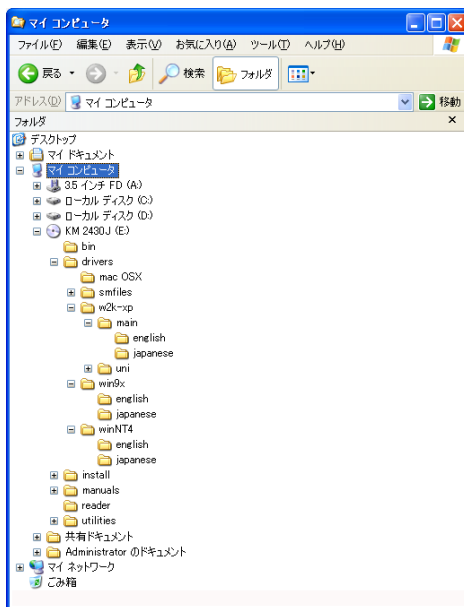 マイ コンピュータ
ファイル(F) 編集(E) 表示(V) お気に入り(A) ツール(T) ヘルプ(H)
戻る 検索 フォルダ
アドレス(D) マイ コンピュータ 移動
フォルダ
デスクトップ
マイ ドキュメント
マイ コンピュータ
3.5 インチ FD (A:)
ローカル ディスク (C:)
ローカル ディスク (D:)
KM 2430J (E:)
bin
drivers
mac OSX
smfiles
w2k-xp
main
english
japanese
uni
win9x
english
japanese
winNT4
english
japanese
install
manuals
reader
utilities
共有ドキュメント
Administrator のドキュメント
マイ ネットワーク
ごみ箱